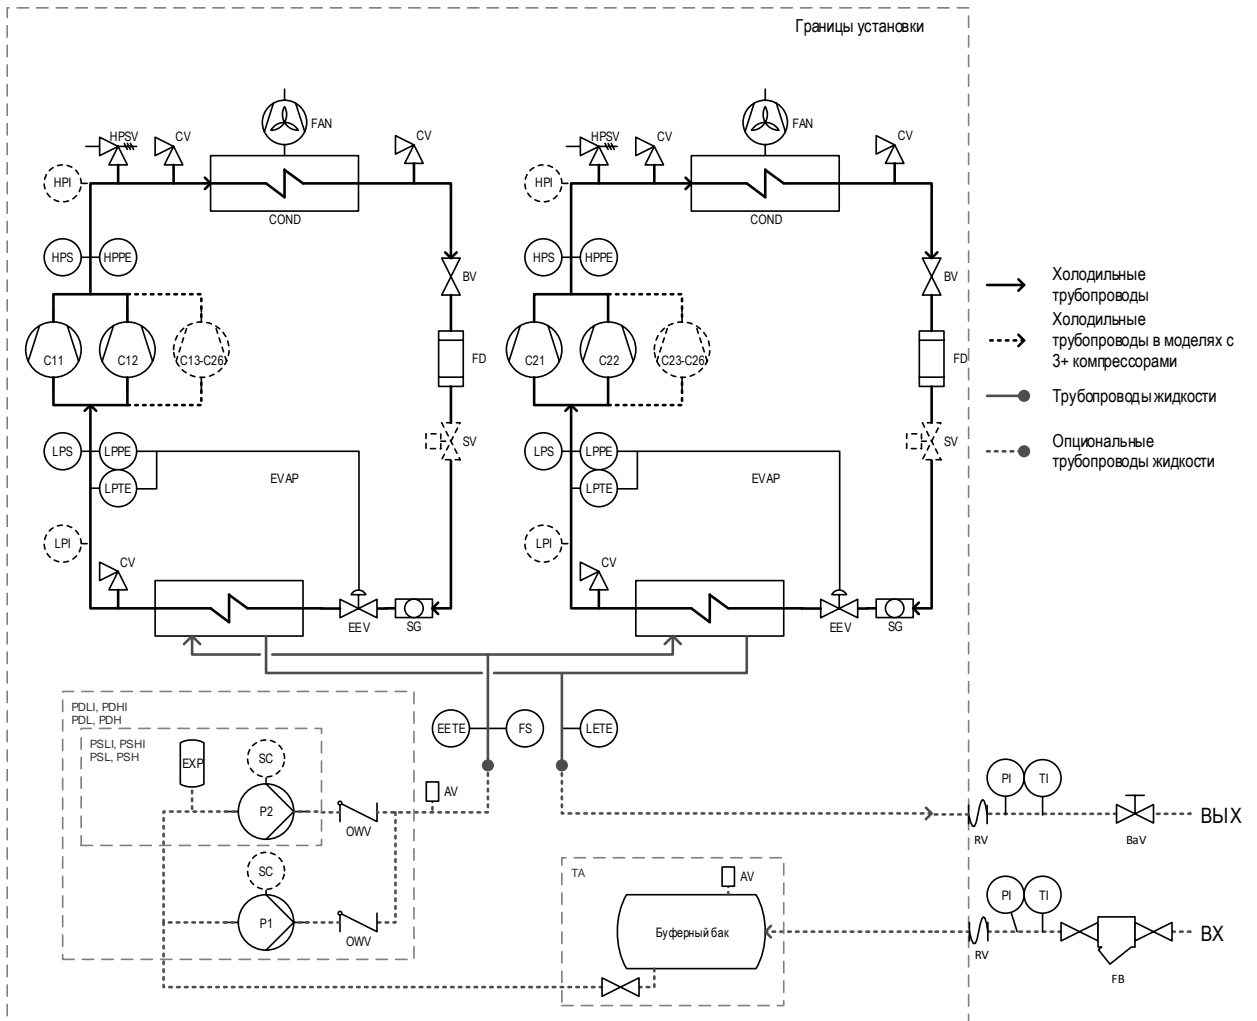 Границы установки
FAN
FAN
HPSV
CV
CV
HPSV
CV
CV
HPI
HPI
COND
COND
HPS
HPPE
BV
HPS
HPPE
BV
Холодильные
трубопроводы
Холодильные
трубопроводы в моделях с
3+ компрессорами
C11
C12
C13-C26
FD
C21
C22
C23-C26
FD
Трубопроводы жидкости
LPS
LPPE
SV
LPS
LPPE
SV
Опциональные
трубопроводы жидкости
LPTE
EVAP
LPTE
EVAP
LPI
CV
LPI
CV
EEV
SG
EEV
SG
PDLI, PDHI
PDL, PDH
PSLI, PSHI
PSL, PSH
EETE
FS
LETE
EXP
SC
AV
PI
TI
P2
OWV
RV
BaV
ВЫХ
SC
TA
AV
PI
TI
P1
OWV
Буферный бак
RV
FB
ВХ